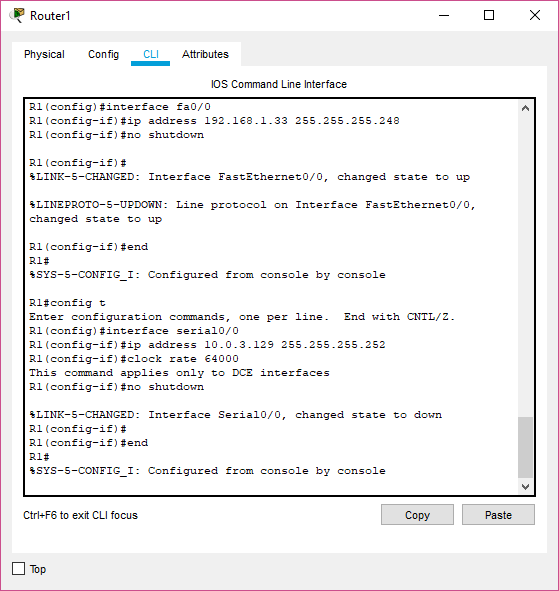 Router1
Physical Config CLI Attributes
IOS Command Line Interface
R1(config)#interface fa0/0
R1(config-if)#ip address 192.168.1.33 255.255.255.248
R1(config-if)#no shutdown
R1(config-if)#
%LINK-5-CHANGED: Interface FastEthernet0/0, changed state to up
%LINEPROTO-5-UPDOWN: Line protocol on Interface FastEthernet0/0,
changed state to up
R1(config-if)#end
R1#
%SYS-5-CONFIG_I: Configured from console by console
R1#config t
Enter configuration commands, one per line.  End with CNTL/Z.
R1(config)#interface serial0/0
R1(config-if)#ip address 10.0.3.129 255.255.255.252
R1(config-if)#clock rate 64000
This command applies only to DCE interfaces
R1(config-if)#no shutdown
%LINK-5-CHANGED: Interface Serial0/0, changed state to down
R1(config-if)#
R1(config-if)#end
R1#
%SYS-5-CONFIG_I: Configured from console by console
Ctrl+F6 to exit CLI focus
Copy Paste
Top